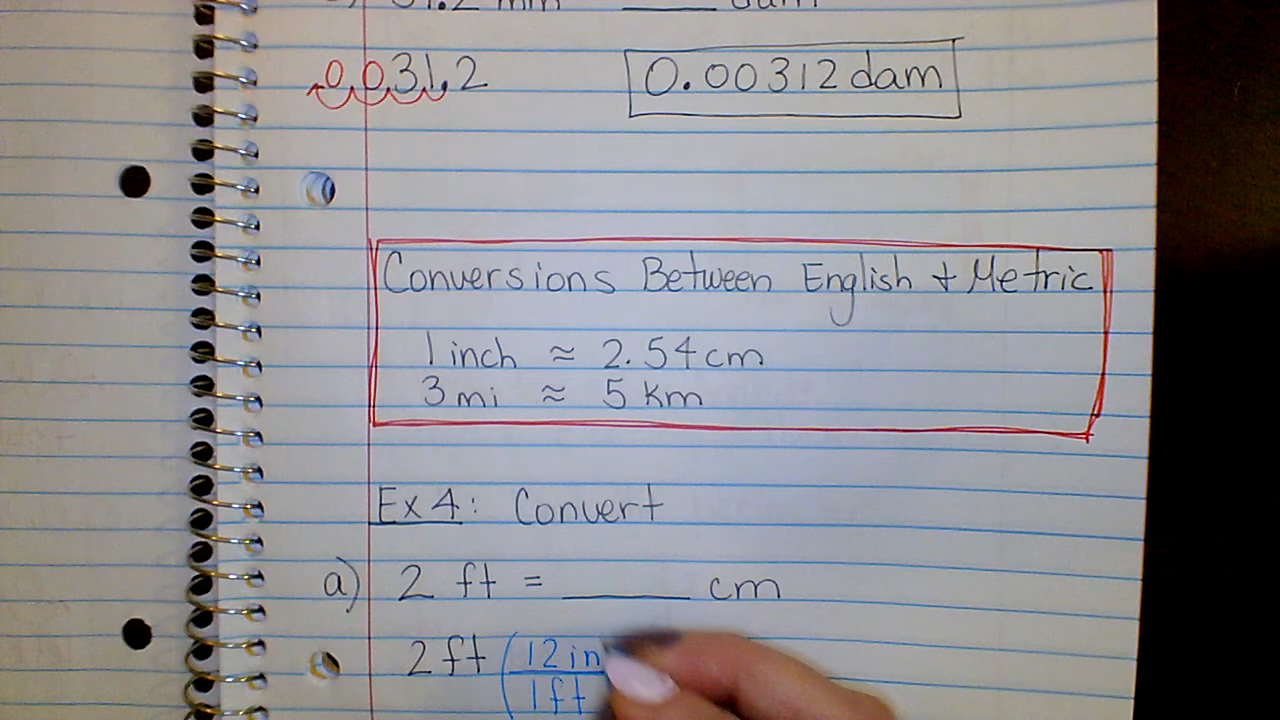 0.0312
0.00312 dam
Conversions Between English + Metric
1 inch ≈ 2.54 cm
3 mi ≈ 5 km
Ex 4: Convert
a) 2 ft = _____ cm
2 ft (12 in
1 ft